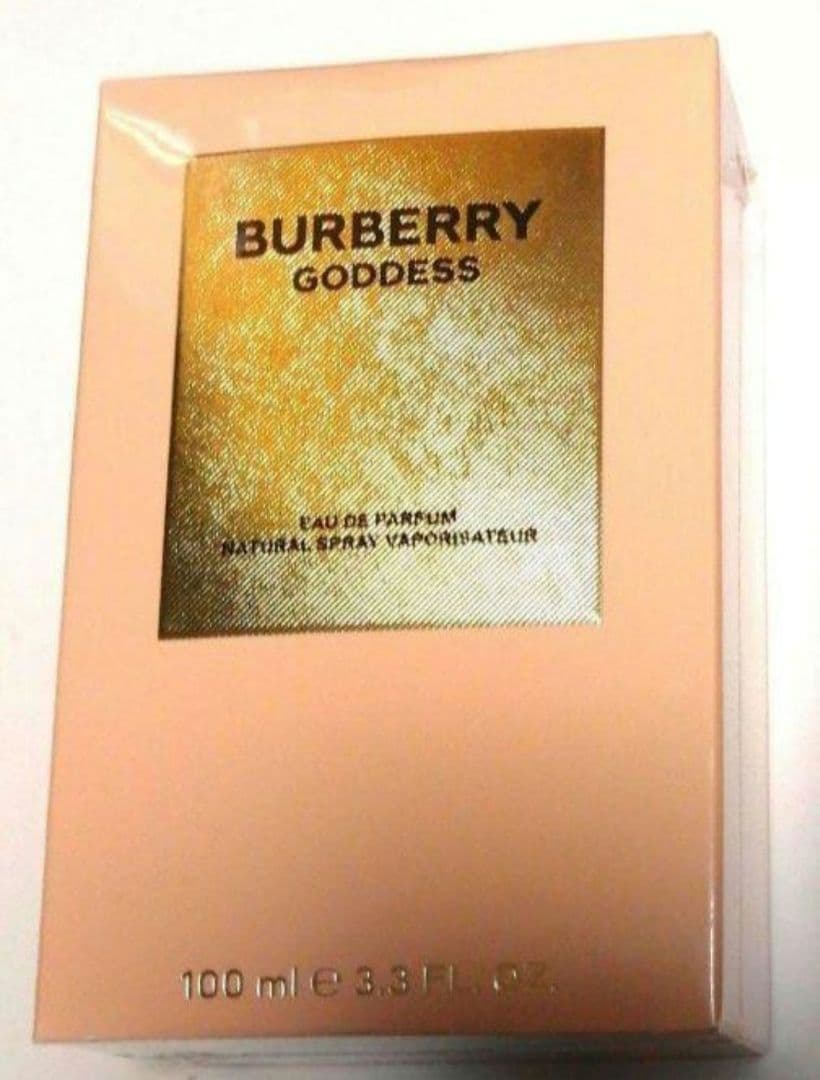 BURBERRY
GODDESS
EAU DE PARFUM
NATURAL SPRAY VAPORISATEUR
100 ml ℮ 3.3 FL. OZ.